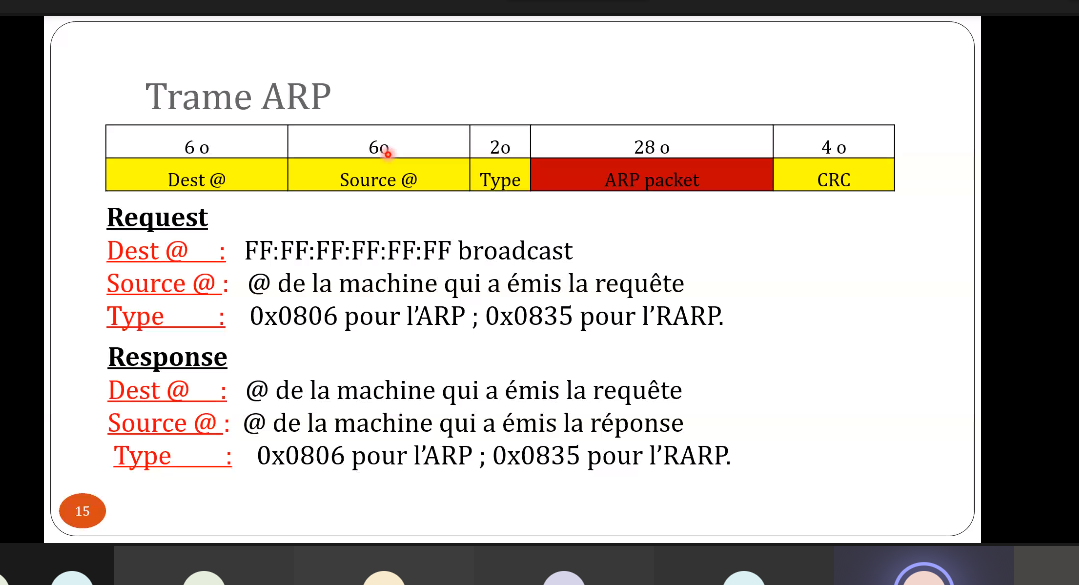 Trame ARP
6 o 6o 2o 28 o 4 o
Dest @ Source @ Type ARP packet CRC
Request
Dest @ : FF:FF:FF:FF:FF:FF broadcast
Source @ : @ de la machine qui a émis la requête
Type : 0x0806 pour l’ARP ; 0x0835 pour l’RARP.
Response
Dest @ : @ de la machine qui a émis la requête
Source @ : @ de la machine qui a émis la réponse
Type : 0x0806 pour l’ARP ; 0x0835 pour l’RARP.
15